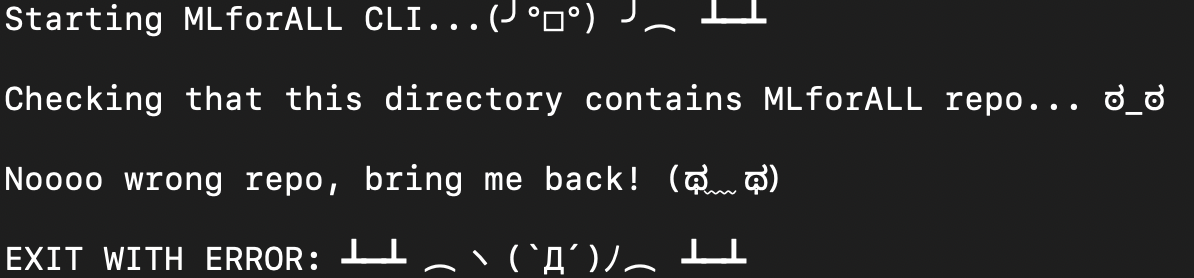 Starting MLforALL CLI...(╯°□°) ╯︵ ┻━┻
Checking that this directory contains MLforALL repo... ಠ_ಠ
Noooo wrong repo, bring me back! (ಥ﹏ಥ)
EXIT WITH ERROR: ┻━┻ ︵ヽ(`Д´)ﾉ︵ ┻━┻